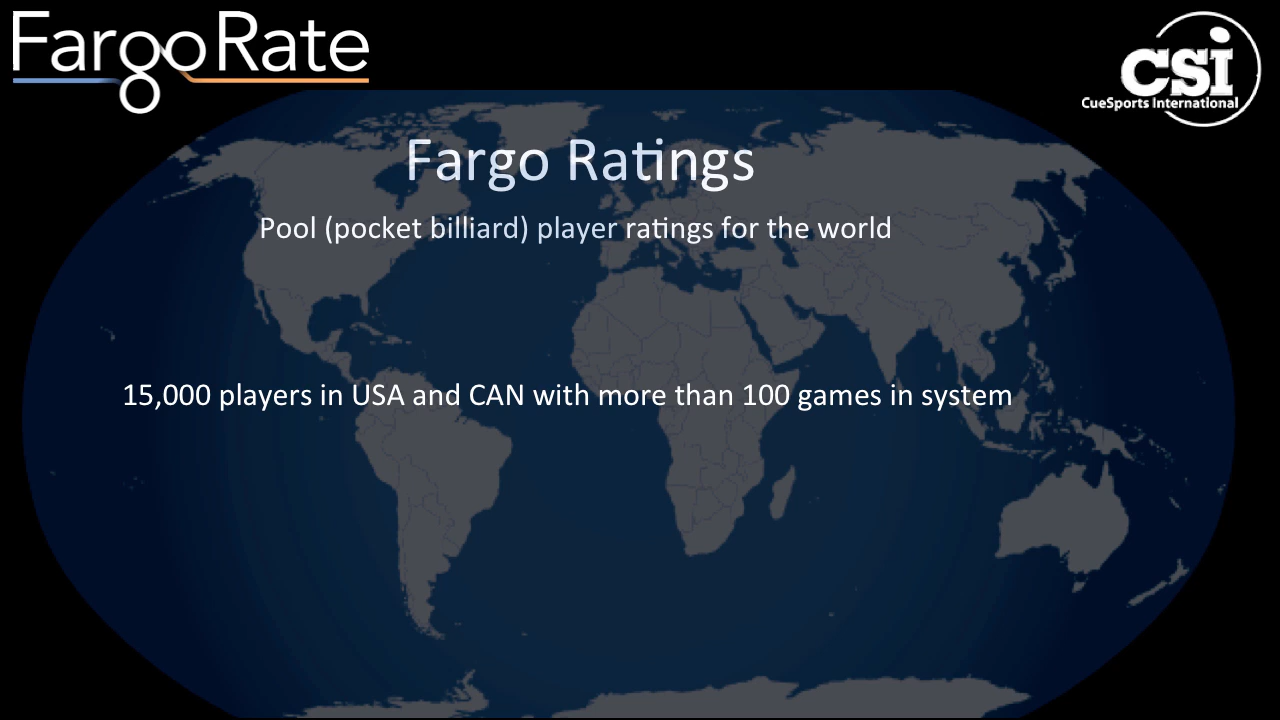 FargoRate
CSI
CueSports International
Fargo Ratings
Pool (pocket billiard) player ratings for the world
15,000 players in USA and CAN with more than 100 games in system